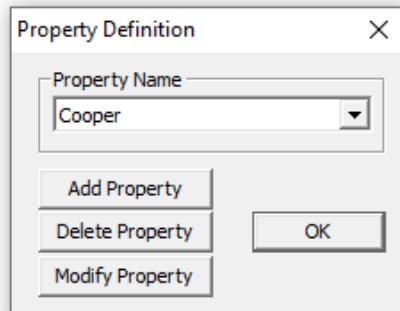 Property Definition
Property Name
Cooper
Add Property
Delete Property
OK
Modify Property